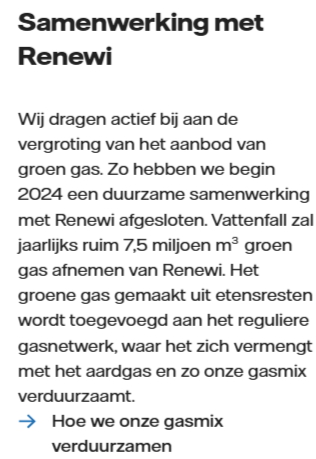 Samenwerking met
Renewi
Wij dragen actief bij aan de
vergroting van het aanbod van
groen gas. Zo hebben we begin
2024 een duurzame samenwerking
met Renewi afgesloten. Vattenfall zal
jaarlijks ruim 7,5 miljoen m³ groen
gas afnemen van Renewi. Het
groene gas gemaakt uit etensresten
wordt toegevoegd aan het reguliere
gasnetwerk, waar het zich vermengt
met het aardgas en zo onze gasmix
verduurzaamt.
→ Hoe we onze gasmix
verduurzamen